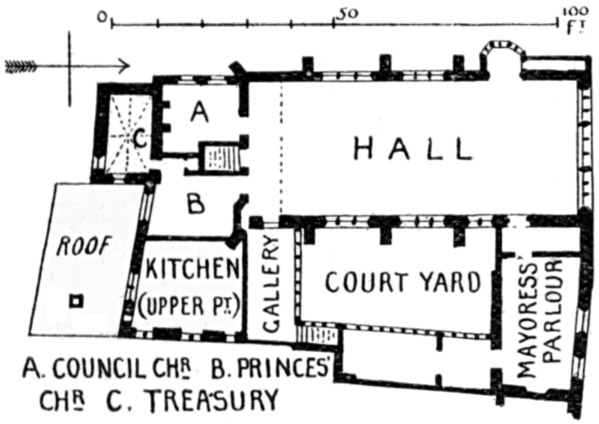 0 50 100
FT
A
C
HALL
B
ROOF
KITCHEN
(UPPER PT.)
GALLERY
COURT YARD
MAYORESS'
PARLOUR
A. COUNCIL CHR B. PRINCES'
CHR C. TREASURY